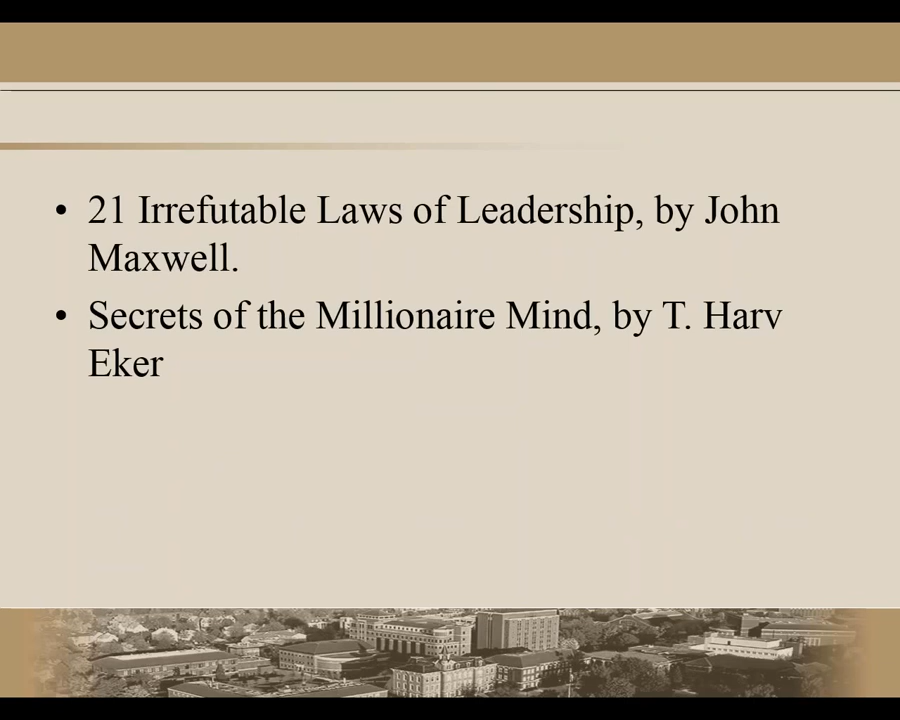 • 21 Irrefutable Laws of Leadership, by John
Maxwell.
• Secrets of the Millionaire Mind, by T. Harv
Eker